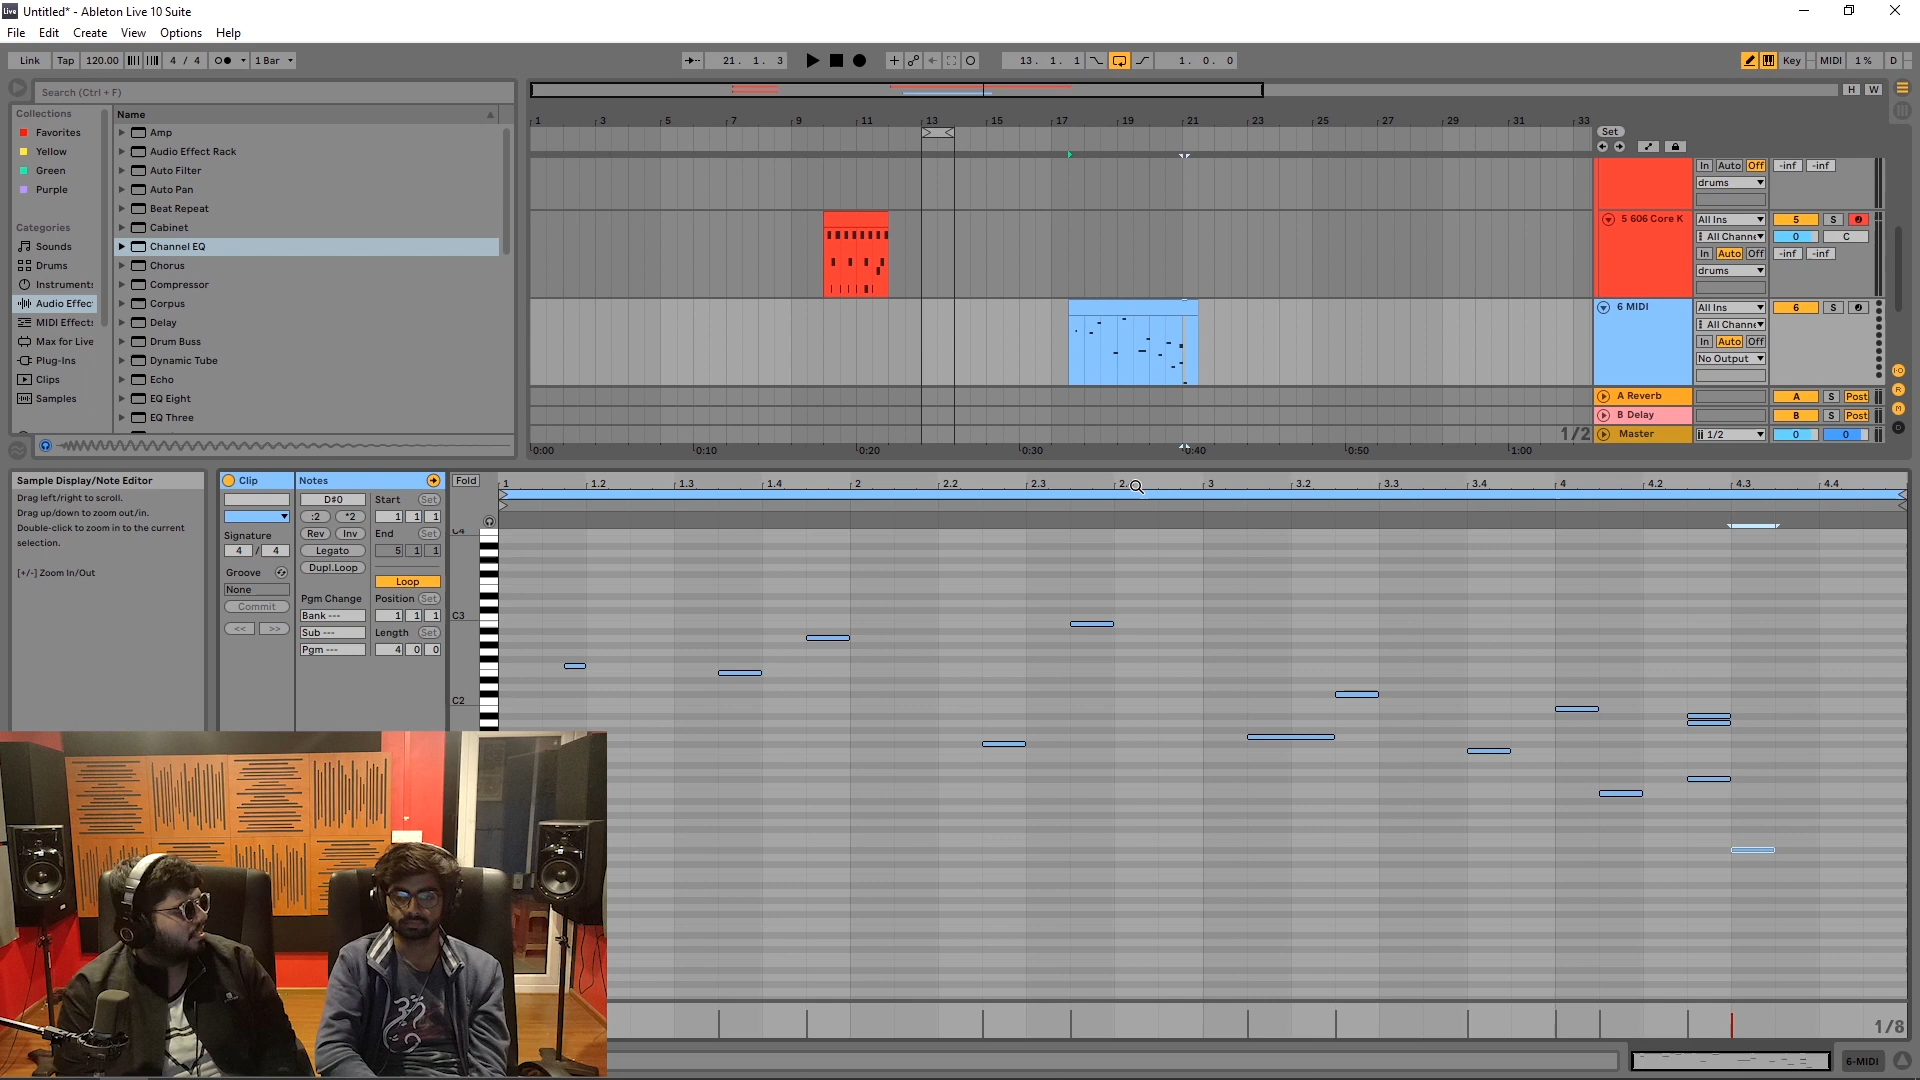 Untitled* - Ableton Live 10 Suite
File Edit Create View Options Help
Link Tap 120.00 4 / 4 1 Bar 21. 1. 3 13. 1. 1 1. 0. 0 Key MIDI 1 % D
Search (Ctrl + F)
Collections
Favorites
Yellow
Green
Purple
Categories
Sounds
Drums
Instruments
Audio Effec
MIDI Effects
Max for Live
Plug-Ins
Clips
Samples
Name
Amp
Audio Effect Rack
Auto Filter
Auto Pan
Beat Repeat
Cabinet
Channel EQ
Chorus
Compressor
Corpus
Delay
Drum Buss
Dynamic Tube
Echo
EQ Eight
EQ Three
H W
1 3 5 7 9 11 13 15 17 19 21 23 25 27 29 31 33
Set
In Auto Off -inf -inf
drums
5 606 Core K All Ins 5 S
All Channe 0 C
In Auto Off -inf -inf
drums
6 MIDI All Ins 6 S
All Channe
In Auto Off
No Output
A Reverb A S Post
B Delay B S Post
1/2 Master 1/2 0 0
0:00 0:10 0:20 0:30 0:40 0:50 1:00
Sample Display/Note Editor
Drag left/right to scroll.
Drag up/down to zoom out/in.
Double-click to zoom in to the current
selection.
[+/-] Zoom In/Out
Clip
Signature
4 / 4
Groove
None
Commit
<< >>
Notes
D#0
:2 *2
Rev Inv
Legato
Dupl.Loop
Pgm Change
Bank ---
Sub ---
Pgm ---
Start Set
1 1 1
End Set
5 1 1
Loop
Position Set
1 1 1
Length Set
4 0 0
Fold
1 1.2 1.3 1.4 2 2.2 2.3 3 3.2 3.3 3.4 4 4.2 4.3 4.4
C4
C3
C2
1/8
6-MIDI